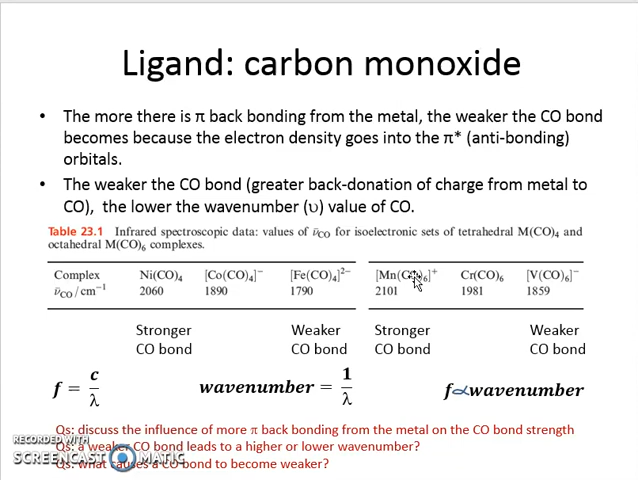 Ligand: carbon monoxide
• The more there is π back bonding from the metal, the weaker the CO bond
becomes because the electron density goes into the π* (anti-bonding)
orbitals.
• The weaker the CO bond (greater back-donation of charge from metal to
CO), the lower the wavenumber (υ) value of CO.
Table 23.1 Infrared spectroscopic data: values of ν̄CO for isoelectronic sets of tetrahedral M(CO)₄ and
octahedral M(CO)₆ complexes.
Complex Ni(CO)₄ [Co(CO)₄]⁻ [Fe(CO)₄]²⁻ [Mn(CO)₆]⁺ Cr(CO)₆ [V(CO)₆]⁻
ν̄CO / cm⁻¹ 2060 1890 1790 2101 1981 1859
Stronger Weaker Stronger Weaker
CO bond CO bond CO bond CO bond
f = c/λ wavenumber = 1/λ f α wavenumber
Qs: discuss the influence of more π back bonding from the metal on the CO bond strength
Qs: a weaker CO bond leads to a higher or lower wavenumber?
Qs: what causes a CO bond to become weaker?
RECORDED WITH
SCREENCAST MATIC